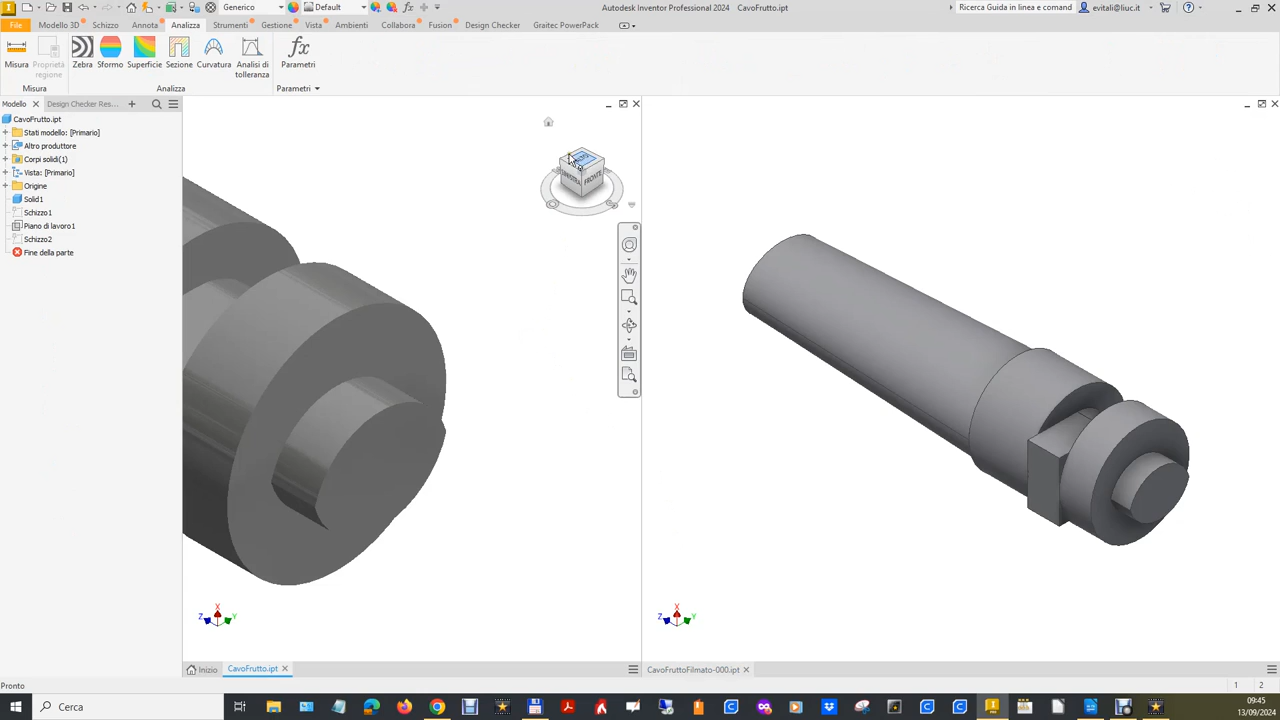 Generico
Default
Autodesk Inventor Professional 2024   CavoFrutto.ipt
Ricerca Guida in linea e comando
evitali@liuc.it
File
Modello 3D
Schizzo
Annota
Analizza
Strumenti
Gestione
Vista
Ambienti
Collabora
Fusion
Design Checker
Graitec PowerPack
Misura
Proprietà
regione
Zebra
Sformo
Superficie
Sezione
Curvatura
Analisi di
tolleranza
fx
Parametri
Misura
Analizza
Parametri
Modello
Design Checker Res...
CavoFrutto.ipt
Stati modello: [Primario]
Altro produttore
Corpi solidi(1)
Vista: [Primario]
Origine
Solid1
Schizzo1
Piano di lavoro1
Schizzo2
Fine della parte
SINISTRA
FRONTE
X
Z
Y
X
Z
Y
Inizio
CavoFrutto.ipt
CavoFruttoFilmato-000.ipt
Pronto
1
2
Cerca
09:45
13/09/2024